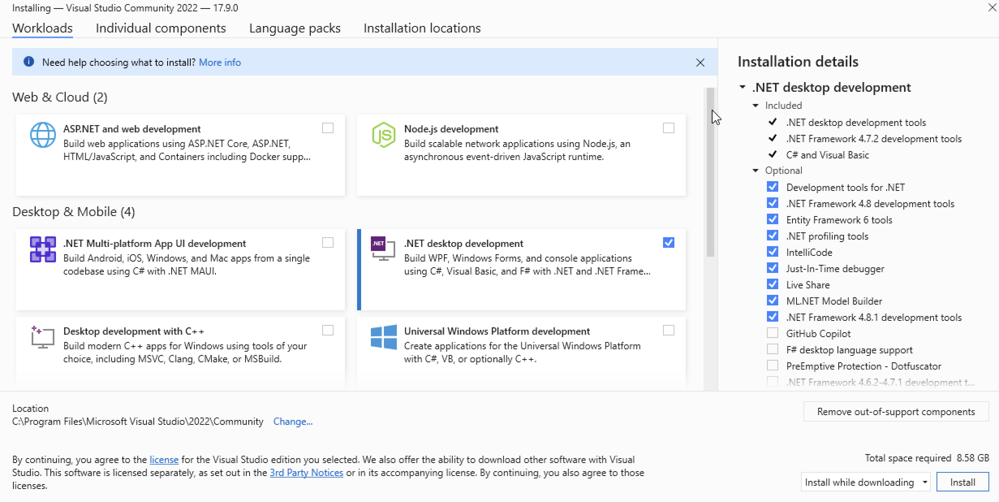 Installing — Visual Studio Community 2022 — 17.9.0
Workloads
Individual components
Language packs
Installation locations
Need help choosing what to install? More info
Web & Cloud (2)
ASP.NET and web development
Build web applications using ASP.NET Core, ASP.NET,
HTML/JavaScript, and Containers including Docker supp...
Node.js development
Build scalable network applications using Node.js, an
asynchronous event-driven JavaScript runtime.
Desktop & Mobile (4)
.NET Multi-platform App UI development
Build Android, iOS, Windows, and Mac apps from a single
codebase using C# with .NET MAUI.
.NET
.NET desktop development
Build WPF, Windows Forms, and console applications
using C#, Visual Basic, and F# with .NET and .NET Frame...
Desktop development with C++
Build modern C++ apps for Windows using tools of your
choice, including MSVC, Clang, CMake, or MSBuild.
Universal Windows Platform development
Create applications for the Universal Windows Platform
with C#, VB, or optionally C++.
Installation details
.NET desktop development
Included
.NET desktop development tools
.NET Framework 4.7.2 development tools
C# and Visual Basic
Optional
Development tools for .NET
.NET Framework 4.8 development tools
Entity Framework 6 tools
.NET profiling tools
IntelliCode
Just-In-Time debugger
Live Share
ML.NET Model Builder
.NET Framework 4.8.1 development tools
GitHub Copilot
F# desktop language support
PreEmptive Protection - Dotfuscator
.NET Framework 4.6.2-4.7.1 development t...
Location
C:\Program Files\Microsoft Visual Studio\2022\Community Change...
Remove out-of-support components
By continuing, you agree to the license for the Visual Studio edition you selected. We also offer the ability to download other software with Visual
Studio. This software is licensed separately, as set out in the 3rd Party Notices or in its accompanying license. By continuing, you also agree to those
licenses.
Total space required 8.58 GB
Install while downloading
Install